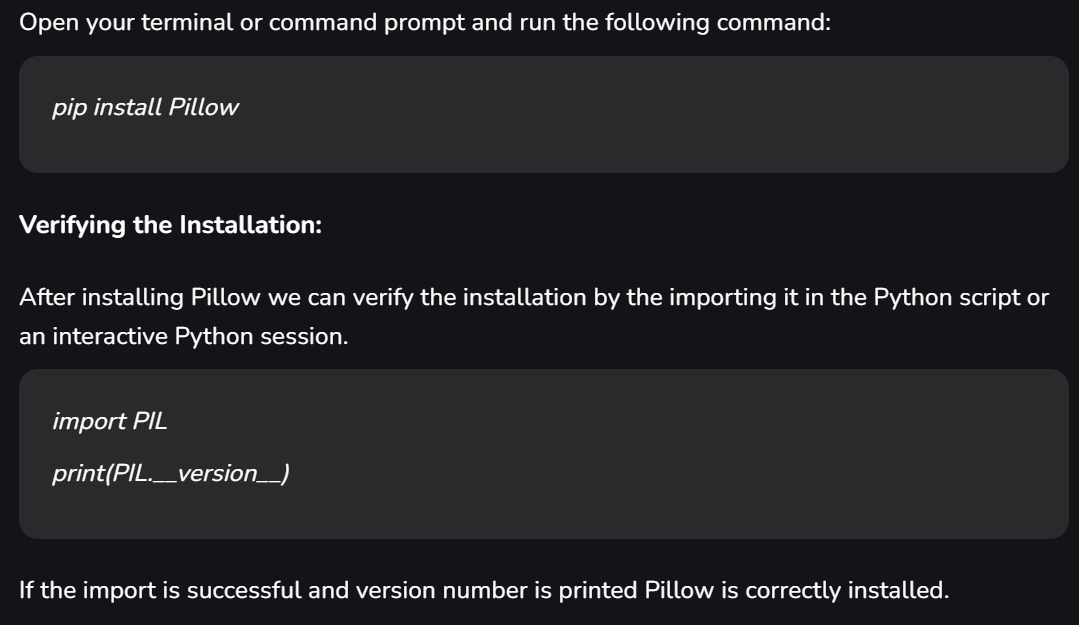 Open your terminal or command prompt and run the following command:
pip install Pillow
Verifying the Installation:
After installing Pillow we can verify the installation by the importing it in the Python script or
an interactive Python session.
import PIL
print(PIL.__version__)
If the import is successful and version number is printed Pillow is correctly installed.